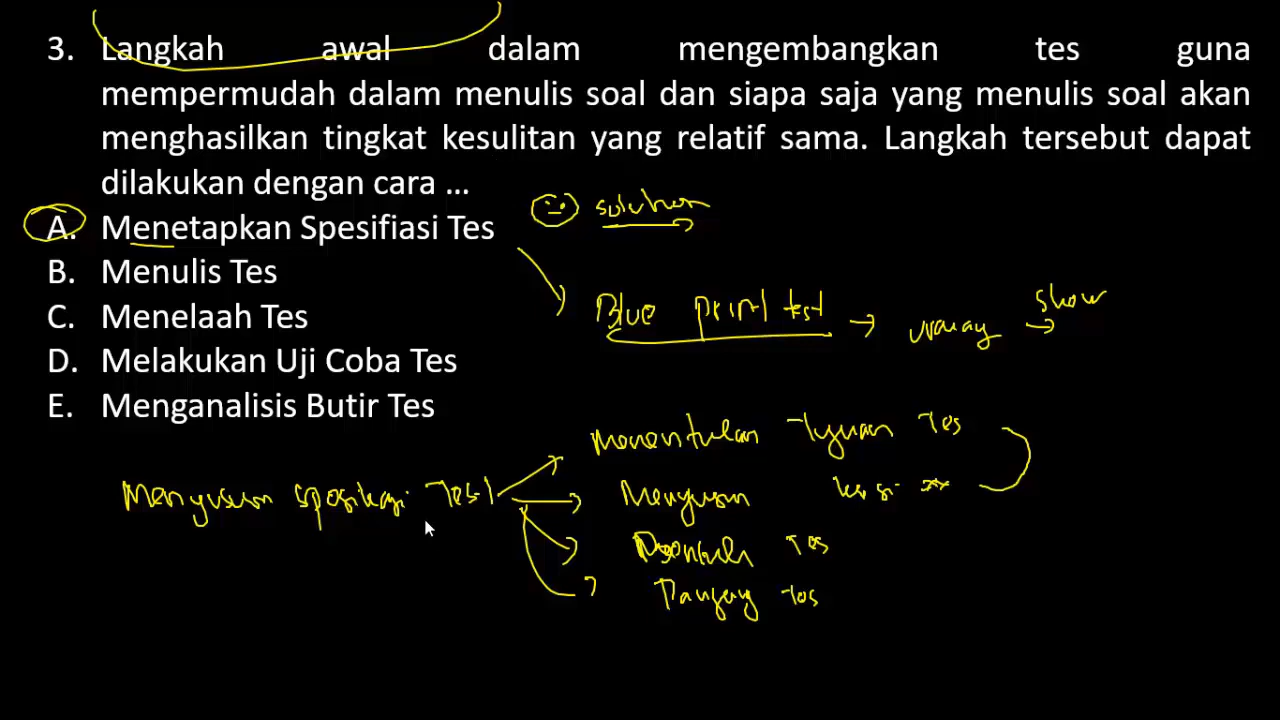 3. Langkah awal dalam mengembangkan tes guna
mempermudah dalam menulis soal dan siapa saja yang menulis soal akan
menghasilkan tingkat kesulitan yang relatif sama. Langkah tersebut dapat
dilakukan dengan cara ...
A. Menetapkan Spesifiasi Tes
B. Menulis Tes
C. Menelaah Tes
D. Melakukan Uji Coba Tes
E. Menganalisis Butir Tes
solution
Blue print test
show
Menentukan Tujuan Tes
Menyusun
Tes
Panjang Tes
Menyusun Test